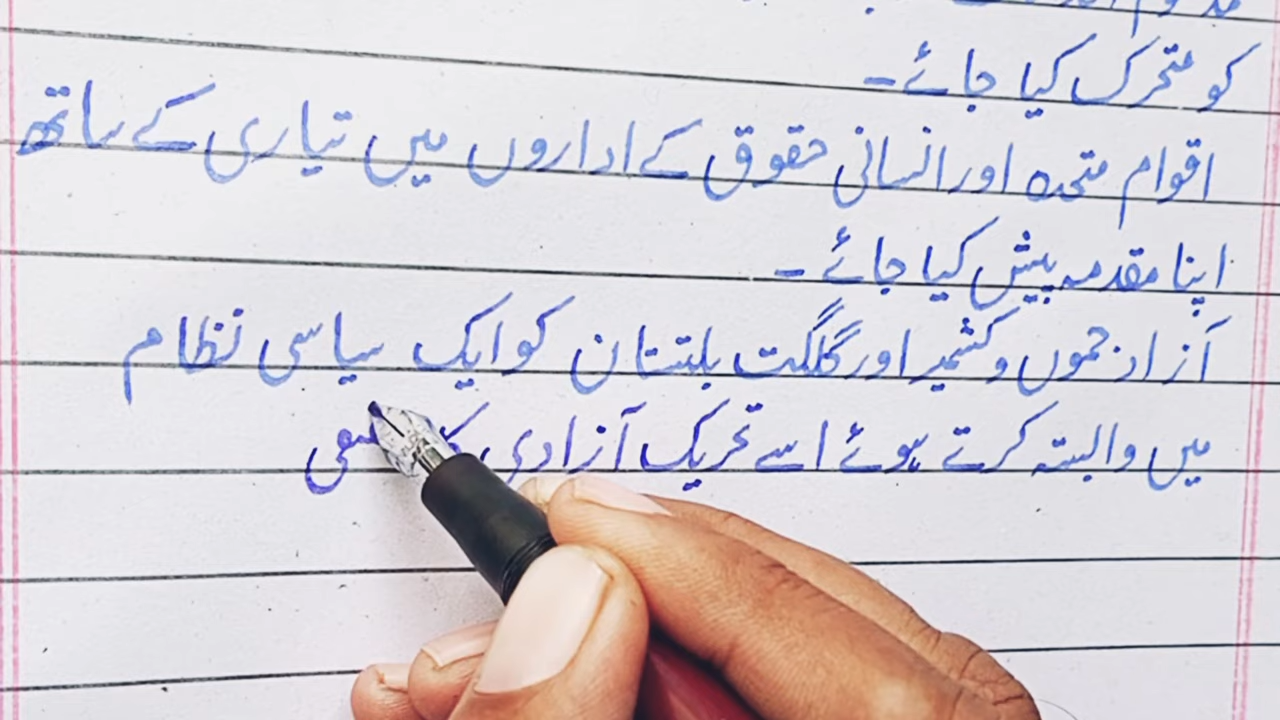 کو متحرک کیا جائے۔
اقوام متحدہ اور انسانی حقوق کے اداروں میں تیاری کے ساتھ
اپنا مقدمہ پیش کیا جائے۔
آزاد جموں و کشمیر اور گلگت بلتستان کو ایک سیاسی نظام
میں وابستہ کرتے ہوئے اسے تحریک آزادی